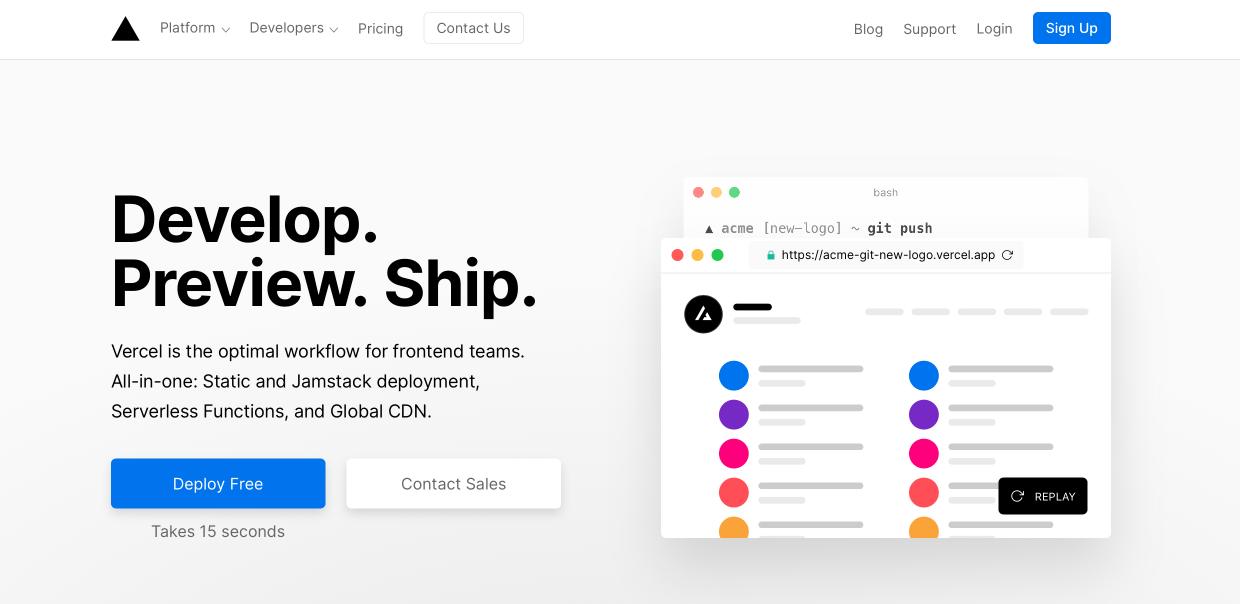 Platform Developers Pricing Contact Us Blog Support Login Sign Up
Develop.
Preview. Ship.
Vercel is the optimal workflow for frontend teams.
All-in-one: Static and Jamstack deployment,
Serverless Functions, and Global CDN.
Deploy Free Contact Sales
Takes 15 seconds
bash
▲ acme [new-logo] ~ git push
https://acme-git-new-logo.vercel.app
REPLAY